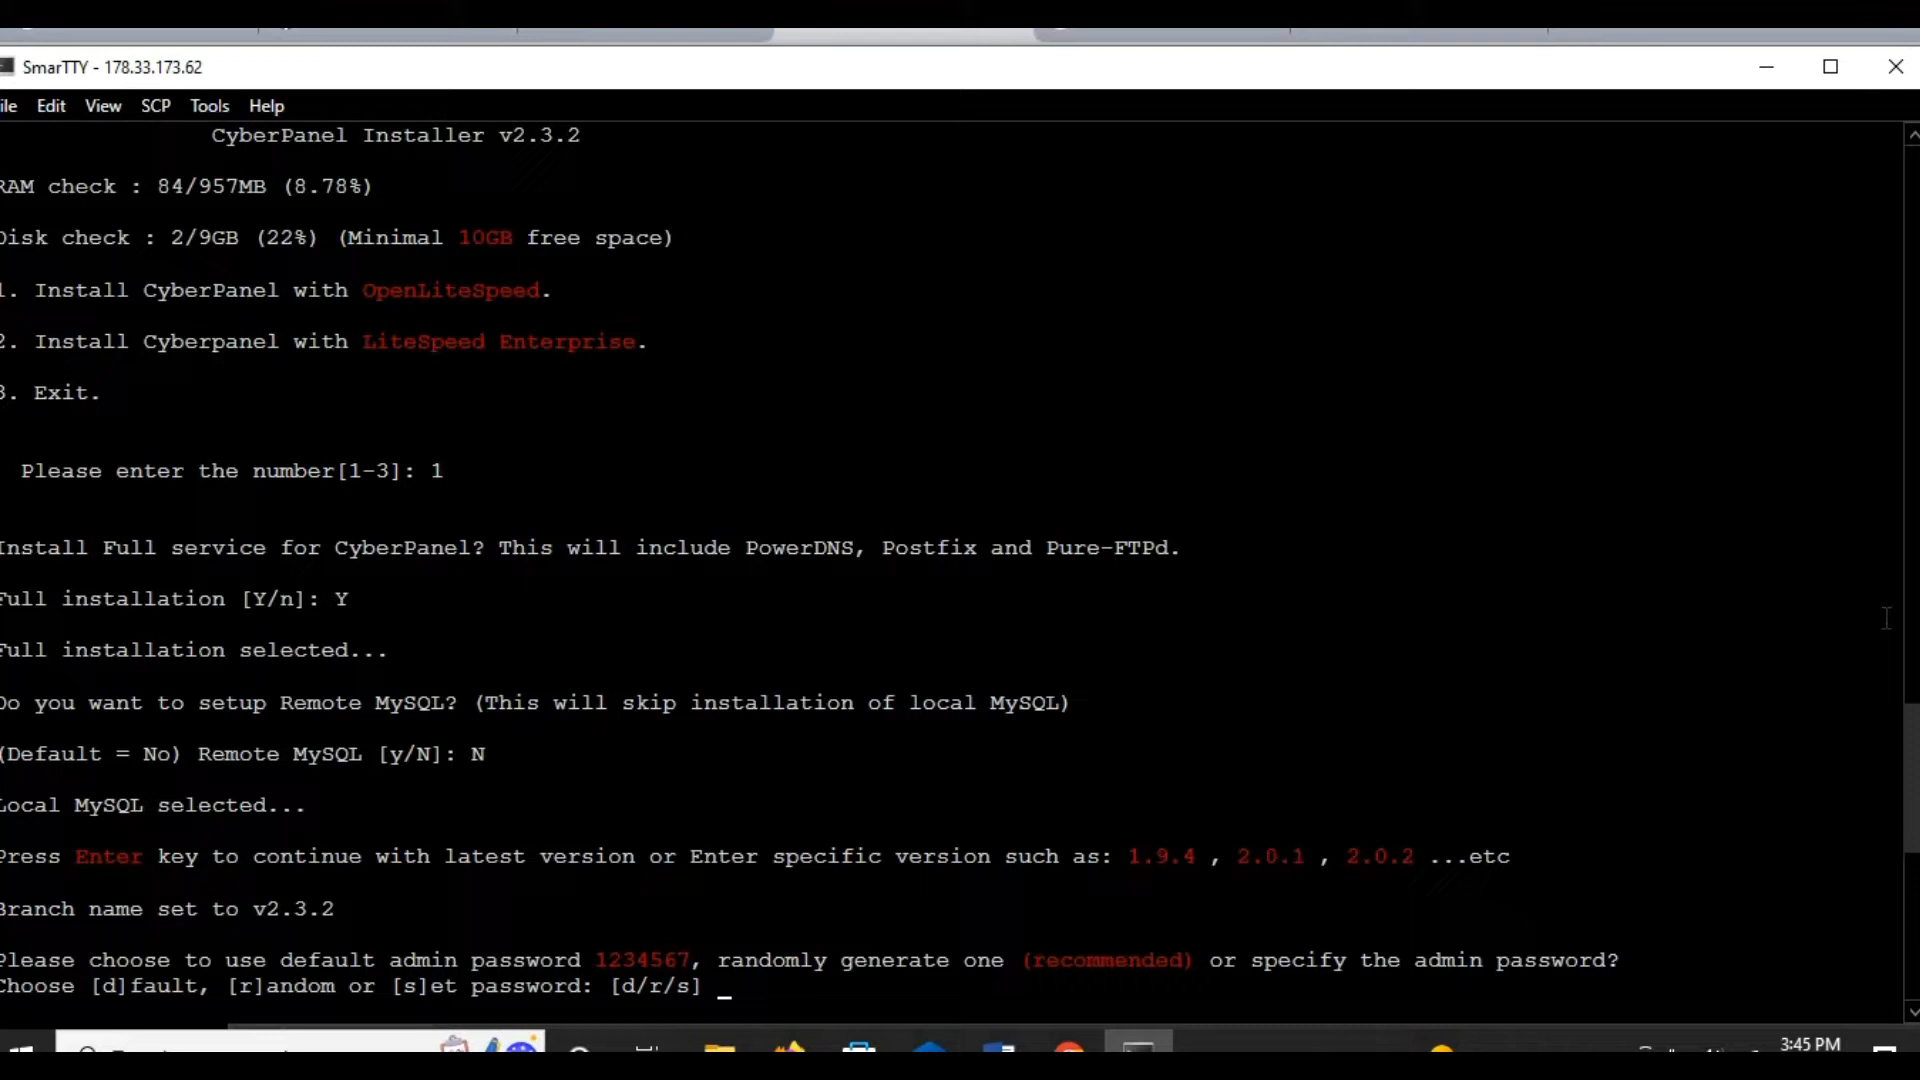 SmarTTY - 178.33.173.62
ile Edit View SCP Tools Help
CyberPanel Installer v2.3.2
RAM check : 84/957MB (8.78%)
Disk check : 2/9GB (22%) (Minimal 10GB free space)
1. Install CyberPanel with OpenLiteSpeed.
2. Install Cyberpanel with LiteSpeed Enterprise.
3. Exit.
Please enter the number[1-3]: 1
Install Full service for CyberPanel? This will include PowerDNS, Postfix and Pure-FTPd.
Full installation [Y/n]: Y
Full installation selected...
Do you want to setup Remote MySQL? (This will skip installation of local MySQL)
(Default = No) Remote MySQL [y/N]: N
Local MySQL selected...
Press Enter key to continue with latest version or Enter specific version such as: 1.9.4 , 2.0.1 , 2.0.2 ...etc
Branch name set to v2.3.2
Please choose to use default admin password 1234567, randomly generate one (recommended) or specify the admin password?
Choose [d]fault, [r]andom or [s]et password: [d/r/s] _
3:45 PM